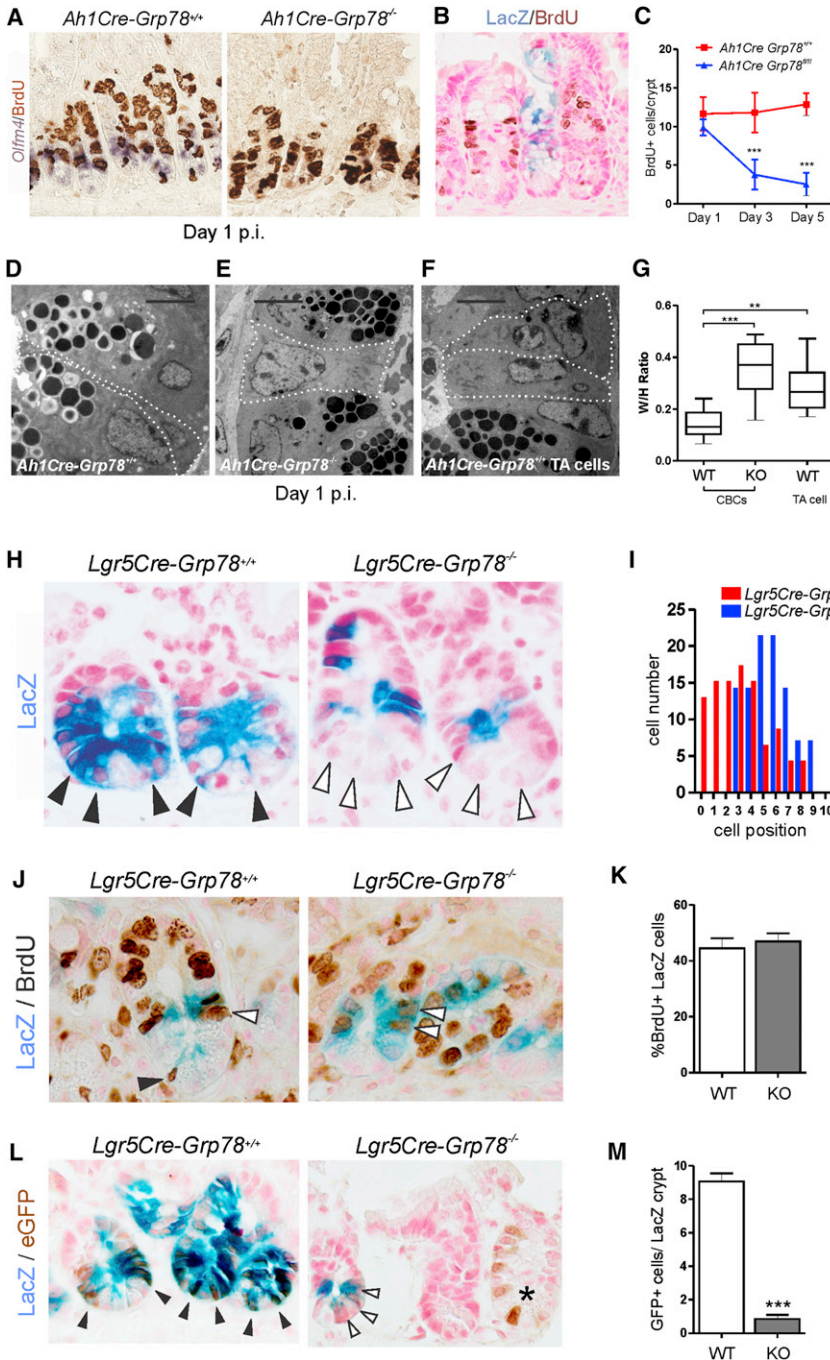 A
Ah1Cre-Grp78+/+
Ah1Cre-Grp78-/-
Olfm4/BrdU
Day 1 p.i.
B
LacZ/BrdU
C
Ah1Cre Grp78+/+
Ah1Cre Grp78fl/fl
BrdU+ cells/crypt
20
15
10
5
0
***
***
Day 1
Day 3
Day 5
D
E
F
Ah1Cre-Grp78+/+
Ah1Cre-Grp78-/-
Ah1Cre-Grp78+/+ TA cells
Day 1 p.i.
G
W/H Ratio
0.6
0.4
0.2
0.0
**
***
WT
KO
WT
CBCs
TA cell
H
Lgr5Cre-Grp78+/+
Lgr5Cre-Grp78-/-
LacZ
I
Lgr5Cre-Grp
Lgr5Cre-Grp
cell number
25
20
15
10
5
0
0 1 2 3 4 5 6 7 8 9 10
cell position
J
Lgr5Cre-Grp78+/+
Lgr5Cre-Grp78-/-
LacZ / BrdU
K
%BrdU+ LacZ cells
60
40
20
0
WT
KO
L
Lgr5Cre-Grp78+/+
Lgr5Cre-Grp78-/-
LacZ / eGFP
*
M
GFP+ cells/ LacZ crypt
10
8
6
4
2
0
***
WT
KO